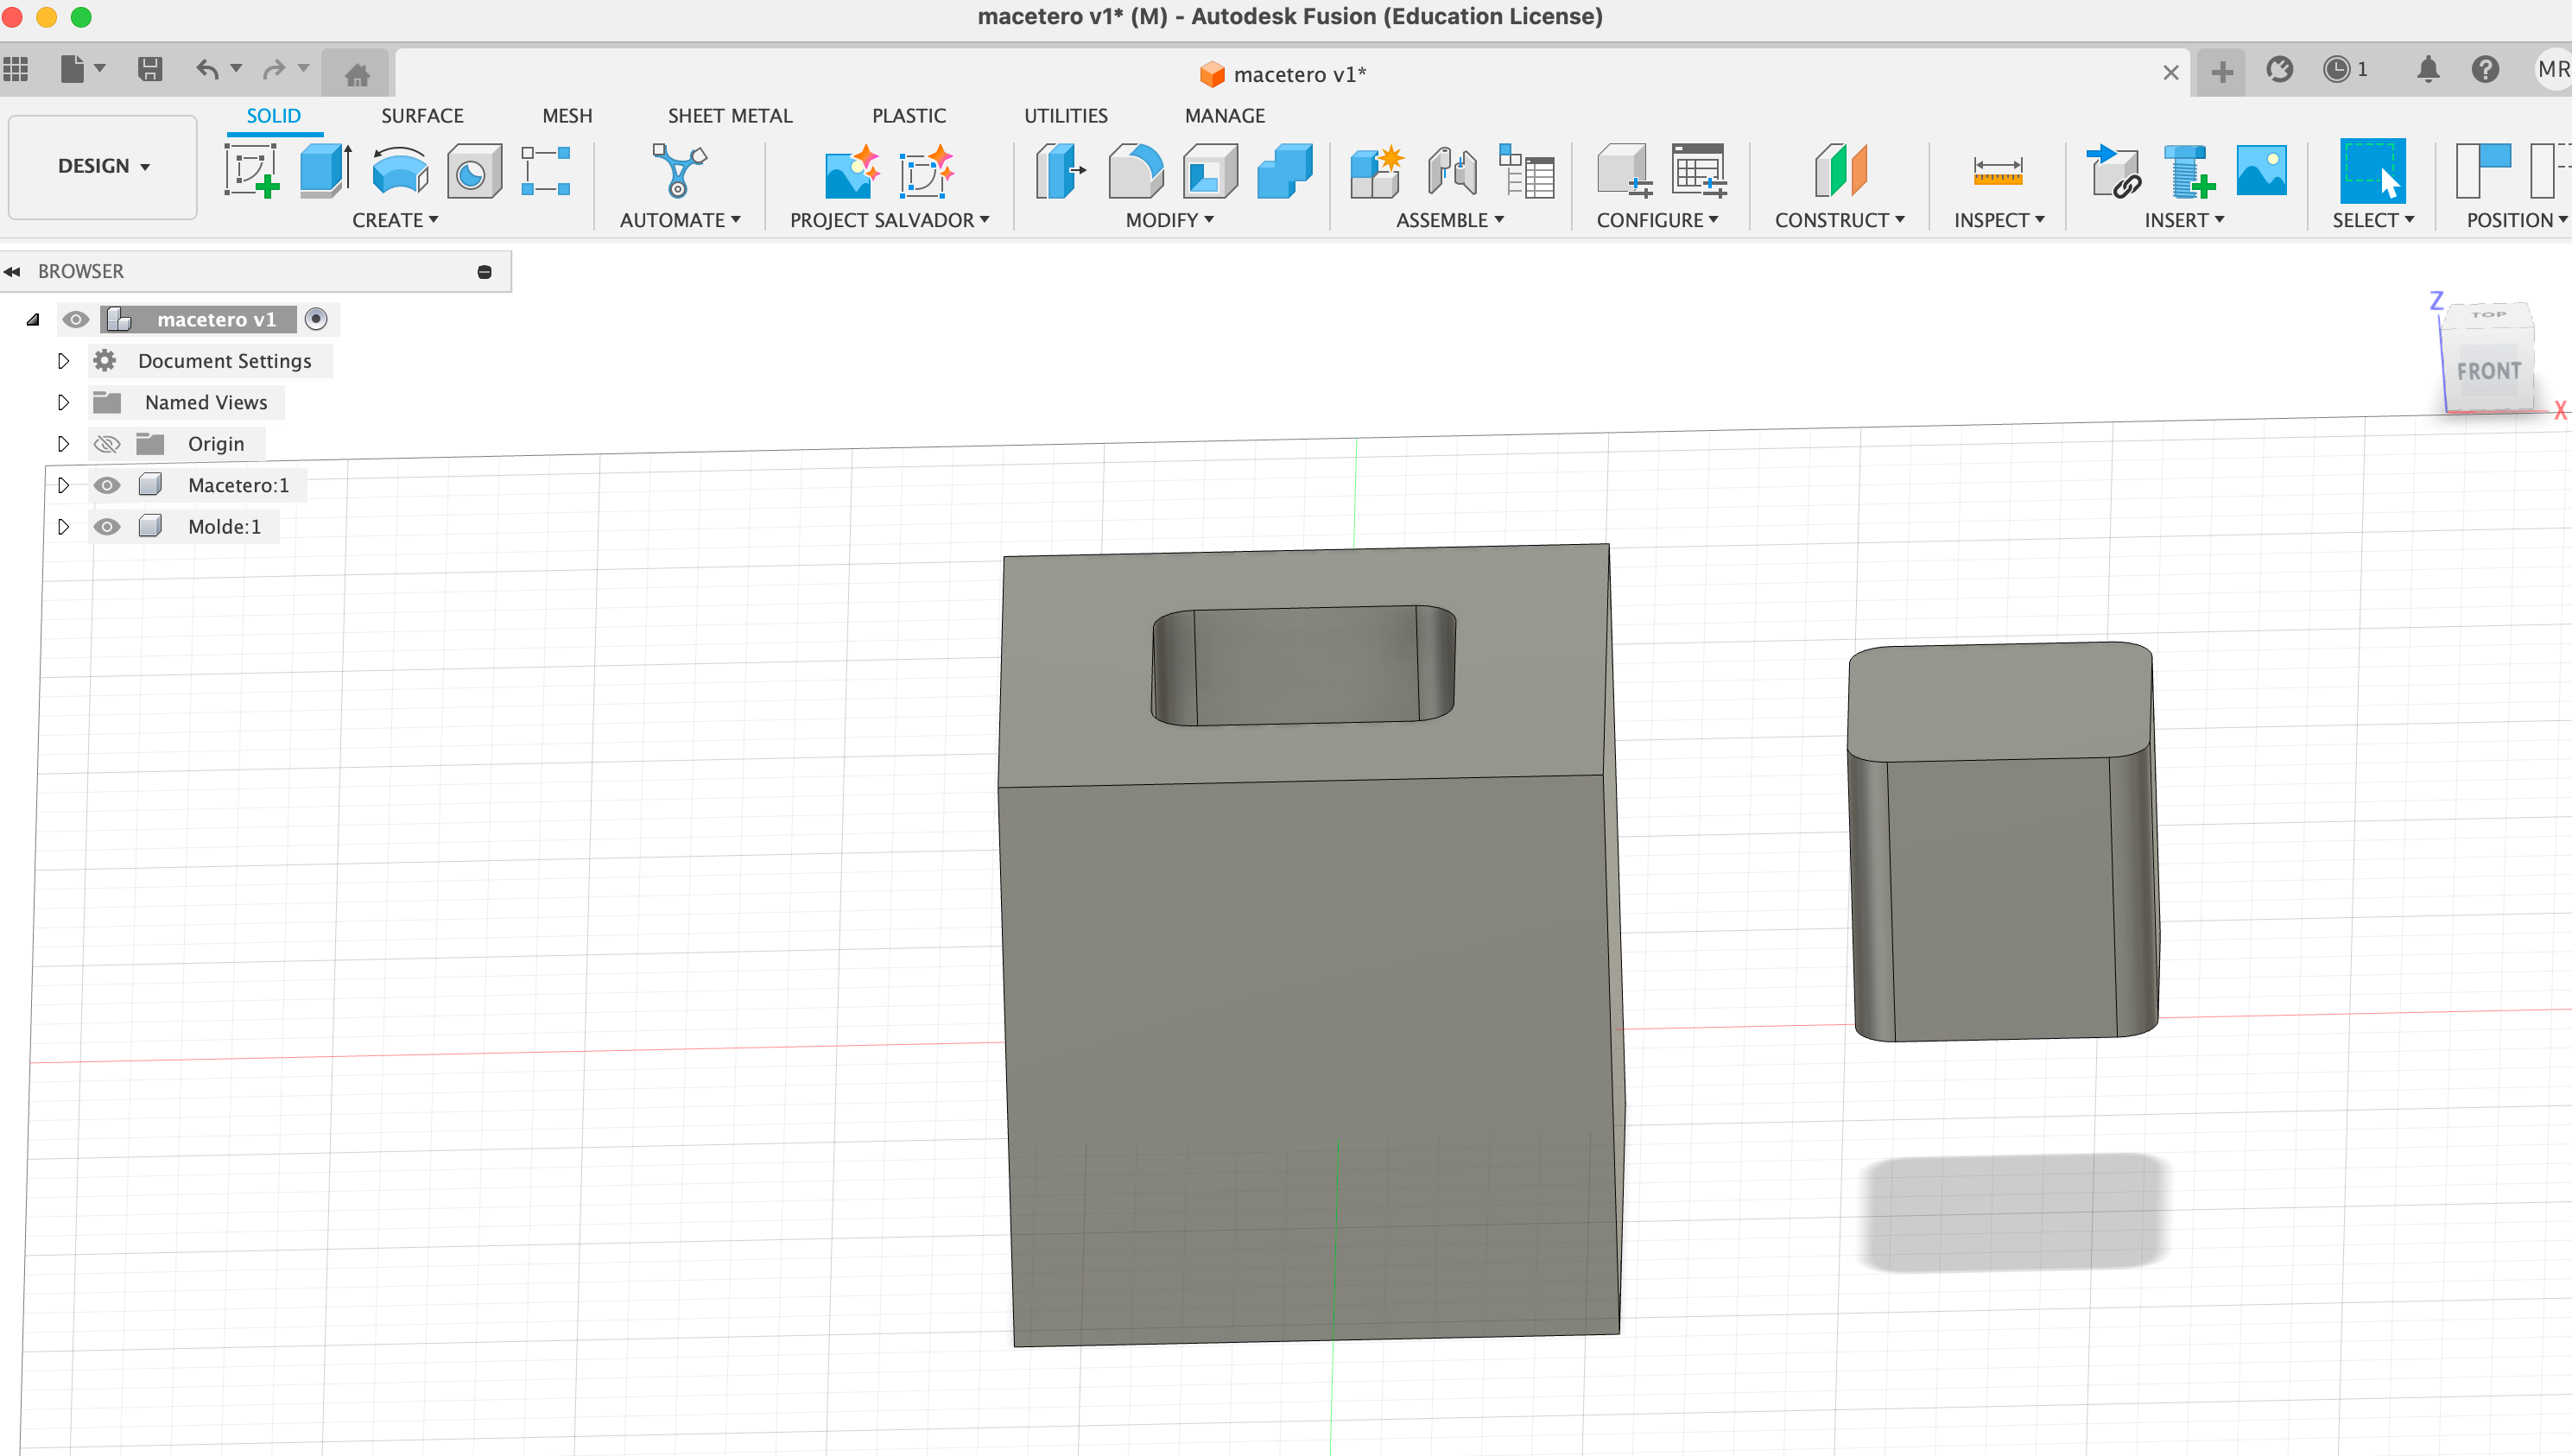 macetero v1* (M) - Autodesk Fusion (Education License)
macetero v1*
1
MR
SOLID SURFACE MESH SHEET METAL PLASTIC UTILITIES MANAGE
DESIGN
CREATE AUTOMATE PROJECT SALVADOR MODIFY ASSEMBLE CONFIGURE CONSTRUCT INSPECT INSERT SELECT POSITION
BROWSER
macetero v1
Document Settings
Named Views
Origin
Macetero:1
Molde:1
Z
TOP
FRONT
X